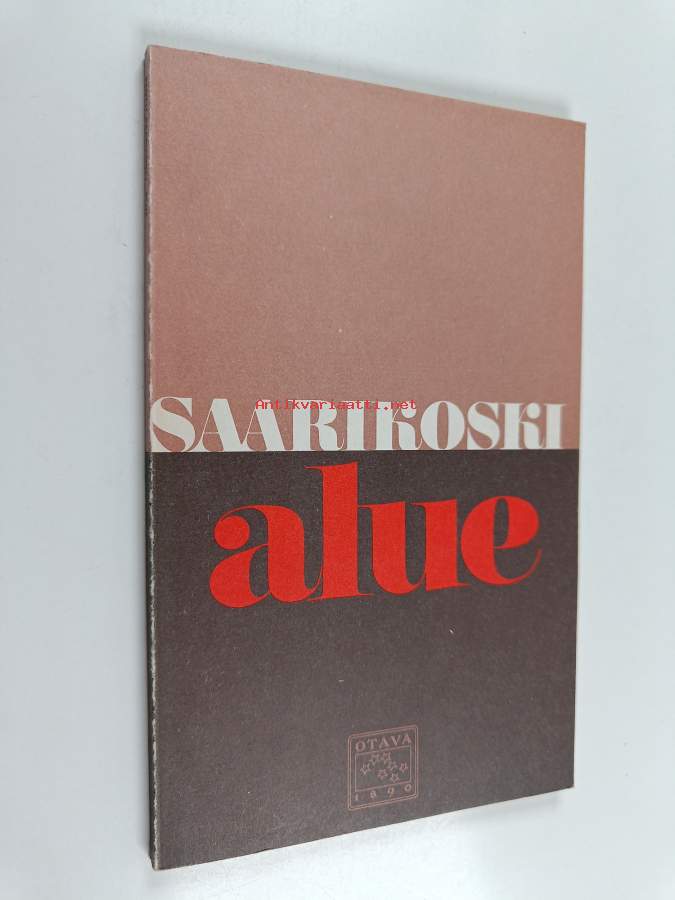 SAARIKOSKI
Antikvariaatti.net
alue
OTAVA
1890